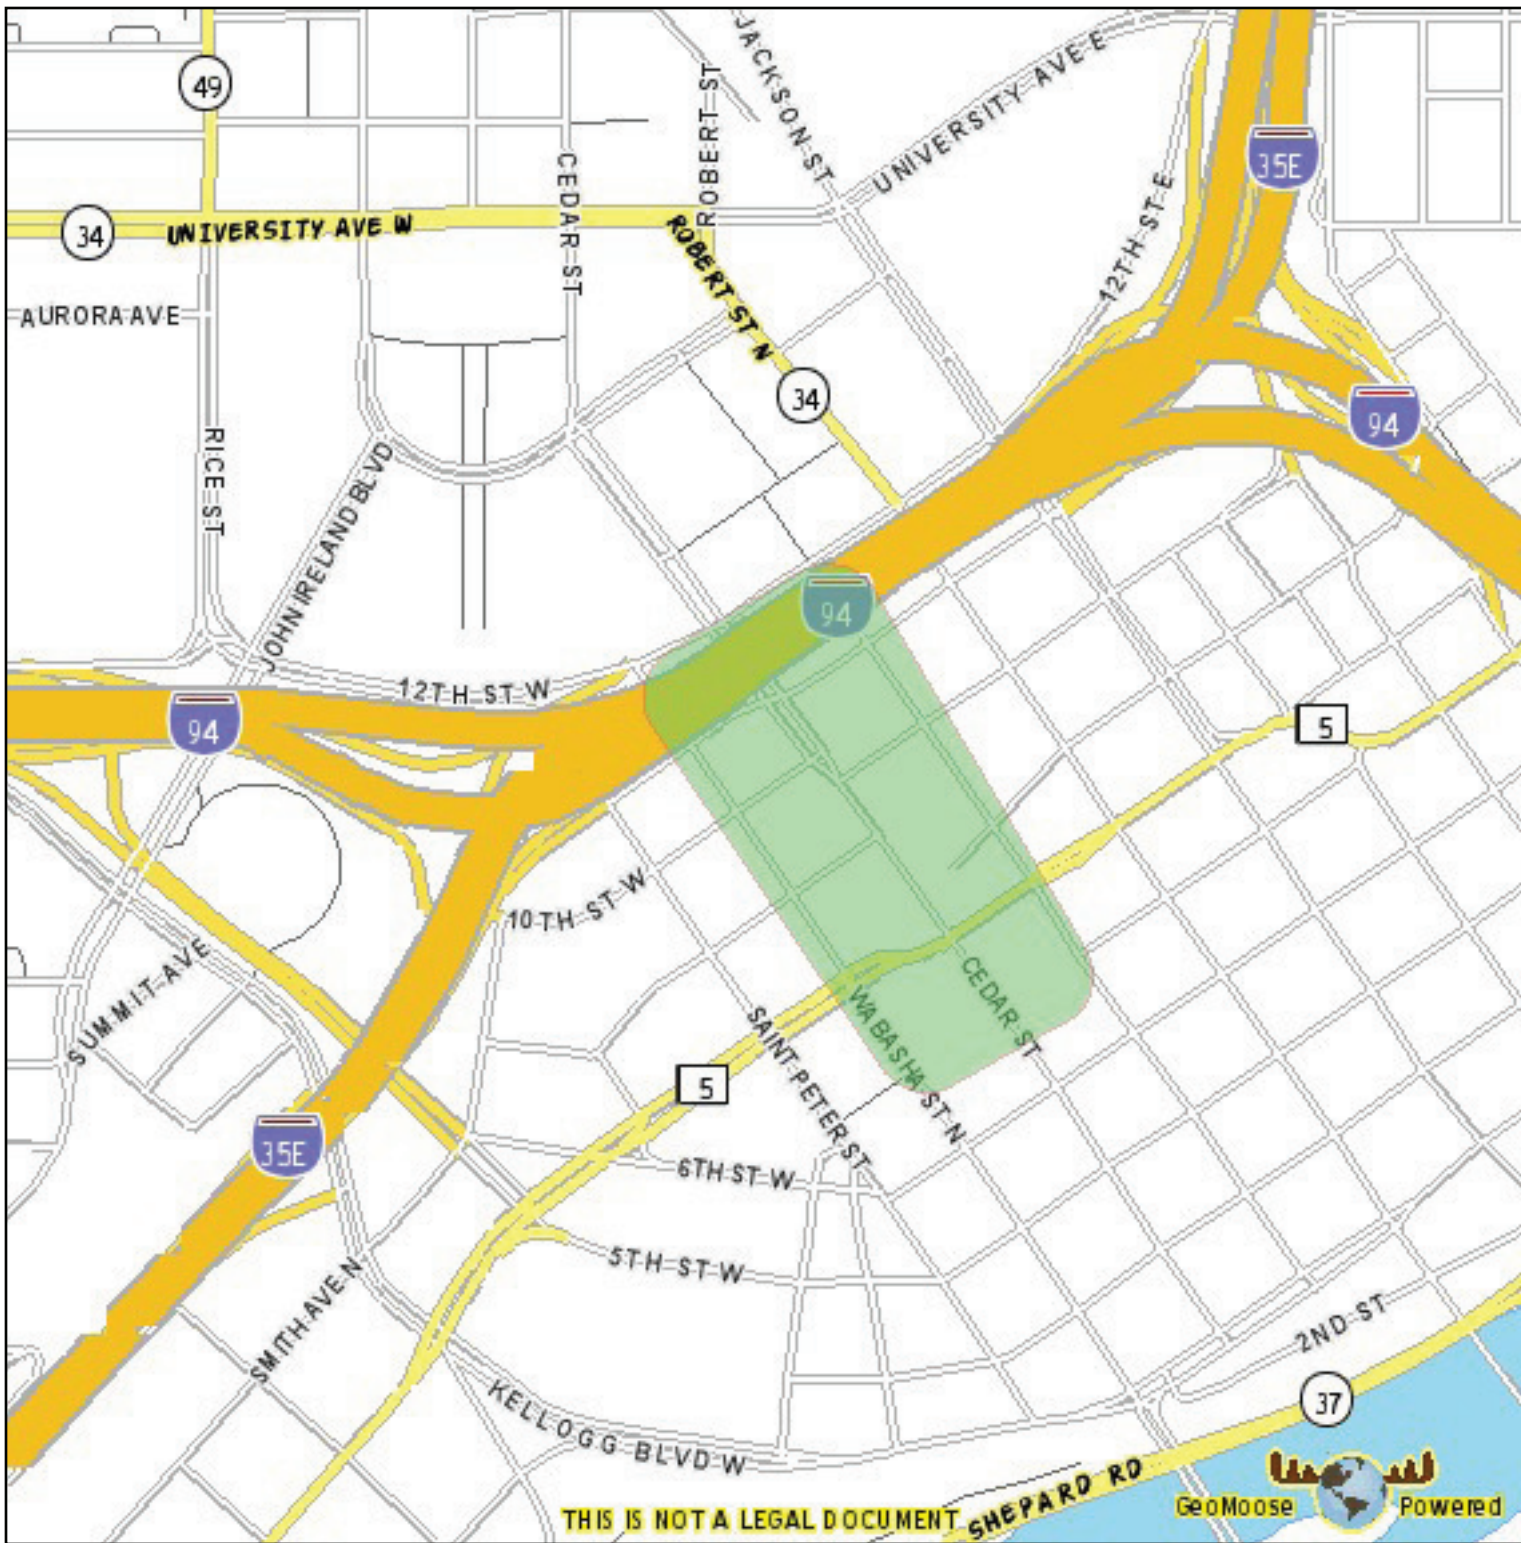 JACKSON ST
49
ROBERT ST
UNIVERSITY AVE E
35E
CEDAR ST
12TH ST E
34
UNIVERSITY AVE W
ROBERT ST N
AURORA AVE
34
94
RICE ST
JOHN IRELAND BLVD
94
12TH ST W
94
5
10TH ST W
SUMMIT AVE
CEDAR ST
WABASHA ST N
SAINT PETER ST
5
35E
6TH ST W
5TH ST W
SMITH AVE N
2ND ST
37
KELLOGG BLVD W
SHEPARD RD
THIS IS NOT A LEGAL DOCUMENT
GeoMoose Powered